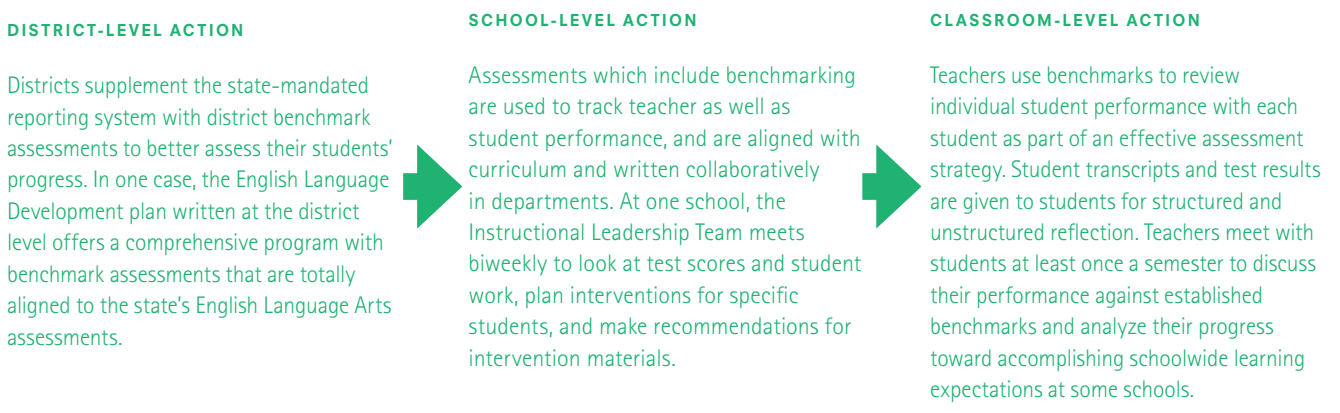 DISTRICT-LEVEL ACTION
Districts supplement the state-mandated
reporting system with district benchmark
assessments to better assess their students'
progress. In one case, the English Language
Development plan written at the district
level offers a comprehensive program with
benchmark assessments that are totally
aligned to the state's English Language Arts
assessments.
SCHOOL-LEVEL ACTION
Assessments which include benchmarking
are used to track teacher as well as
student performance, and are aligned with
curriculum and written collaboratively
in departments. At one school, the
Instructional Leadership Team meets
biweekly to look at test scores and student
work, plan interventions for specific
students, and make recommendations for
intervention materials.
CLASSROOM-LEVEL ACTION
Teachers use benchmarks to review
individual student performance with each
student as part of an effective assessment
strategy. Student transcripts and test results
are given to students for structured and
unstructured reflection. Teachers meet with
students at least once a semester to discuss
their performance against established
benchmarks and analyze their progress
toward accomplishing schoolwide learning
expectations at some schools.